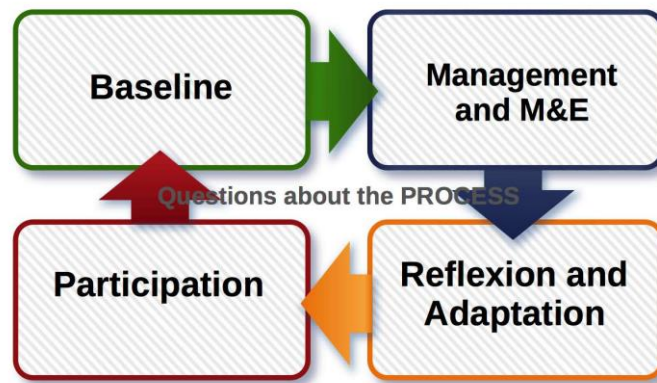 Baseline
Management
and M&E
Questions about the PROCESS
Participation
Reflexion and
Adaptation